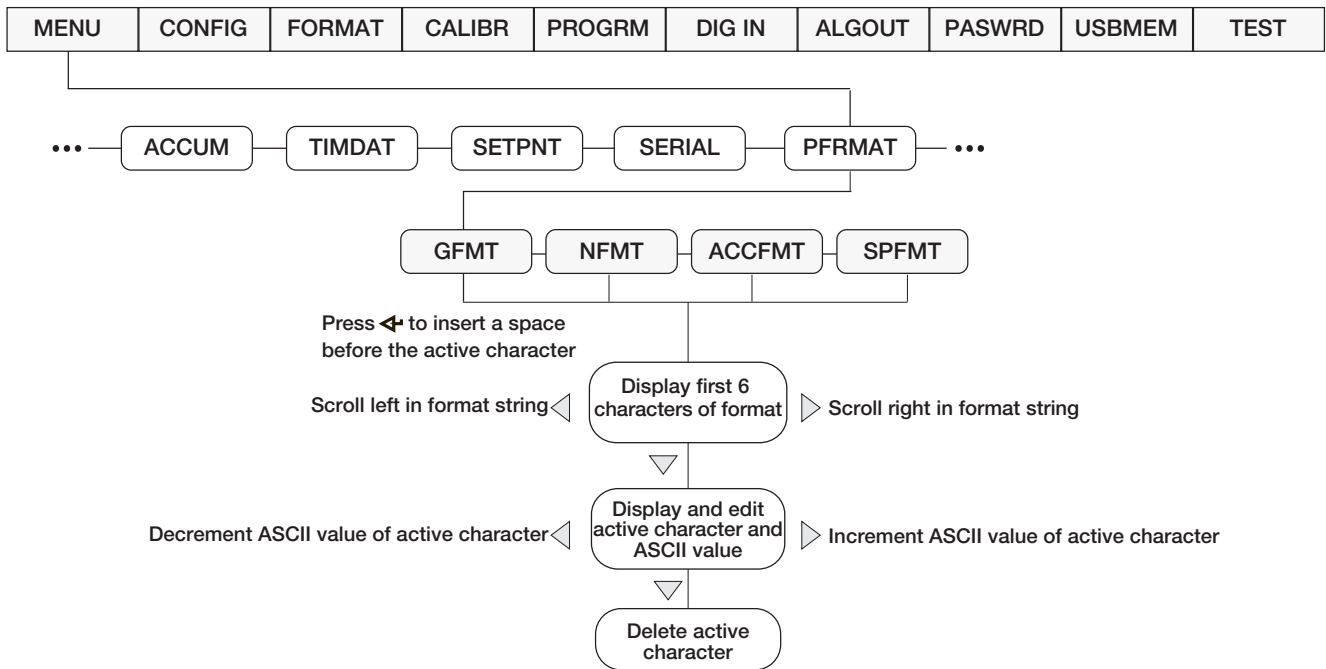 MENU CONFIG FORMAT CALIBR PROGRM DIG IN ALGOUT PASWRD USBMEM TEST
••• ACCUM TIMDAT SETPNT SERIAL PFRMAT •••
GFMT NFMT ACCFMT SPFMT
Press to insert a space
before the active character
Display first 6
characters of format
Scroll left in format string
Scroll right in format string
Display and edit
active character and
ASCII value
Decrement ASCII value of active character
Increment ASCII value of active character
Delete active
character